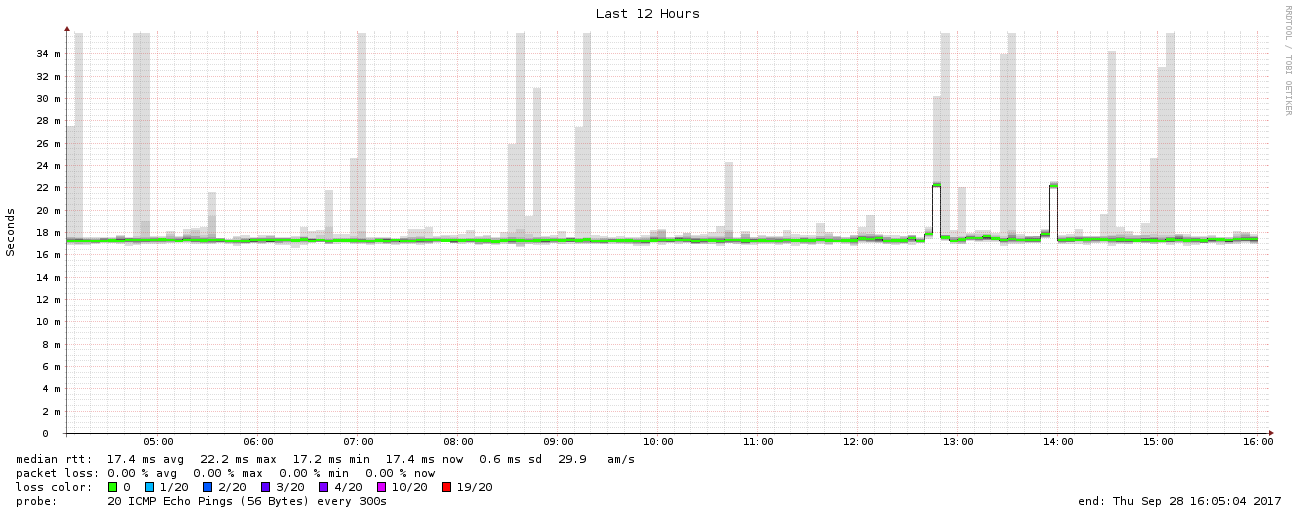 Last 12 Hours
RRDTOOL / TOBI OETIKER
Seconds
34 m
32 m
30 m
28 m
26 m
24 m
22 m
20 m
18 m
16 m
14 m
12 m
10 m
8 m
6 m
4 m
2 m
0
05:00 06:00 07:00 08:00 09:00 10:00 11:00 12:00 13:00 14:00 15:00 16:00
median rtt: 17.4 ms avg 22.2 ms max 17.2 ms min 17.4 ms now 0.6 ms sd 29.9 am/s
packet loss: 0.00 % avg 0.00 % max 0.00 % min 0.00 % now
loss color: 0 1/20 2/20 3/20 4/20 10/20 19/20
probe: 20 ICMP Echo Pings (56 Bytes) every 300s end: Thu Sep 28 16:05:04 2017